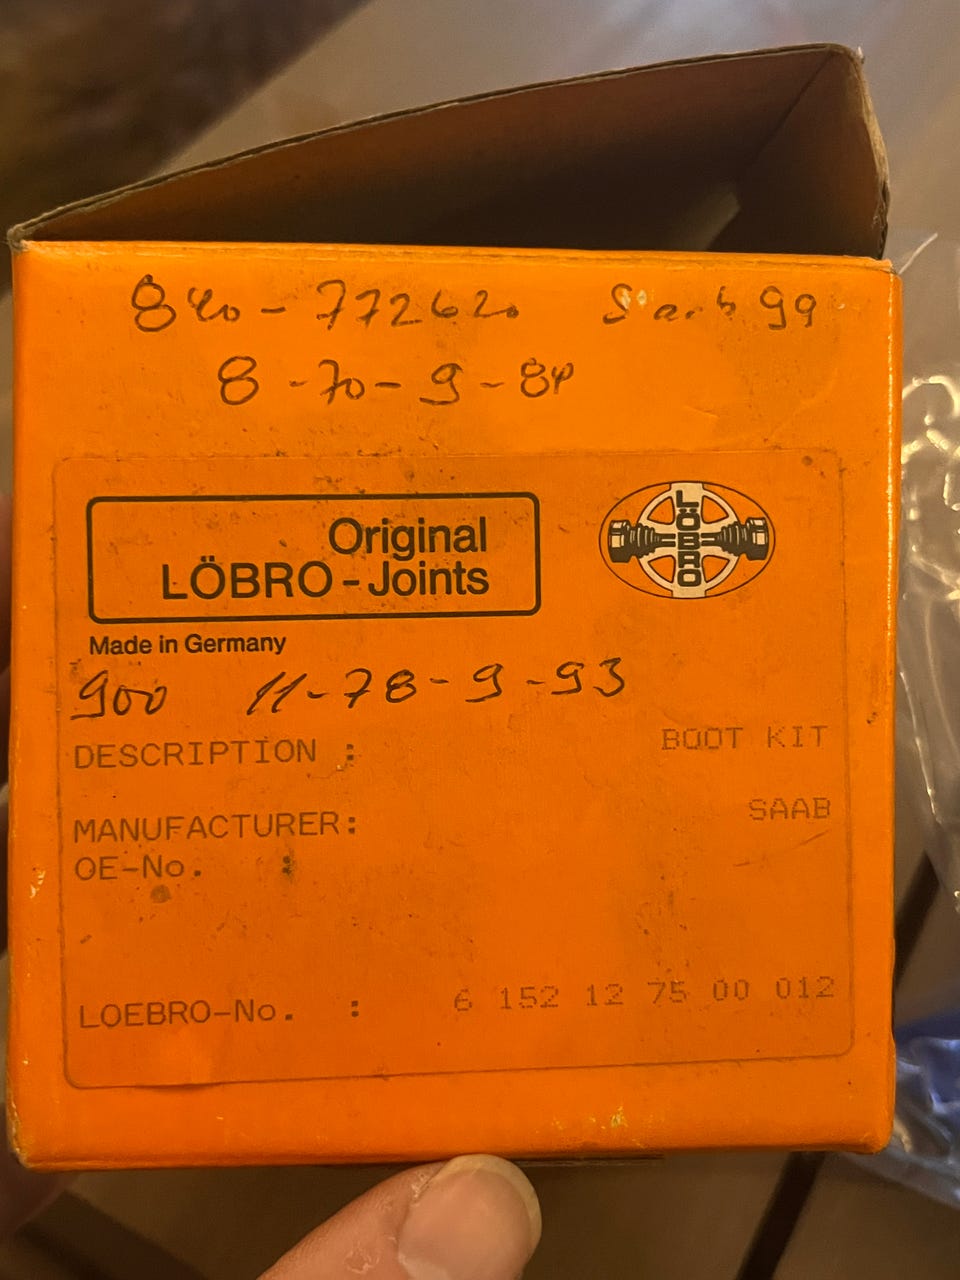 840-772620 Saab 99
8-70-9-84
Original
LÖBRO-Joints
LÖBRO
Made in Germany
900 11-78-9-93
DESCRIPTION : BOOT KIT
MANUFACTURER: SAAB
OE-No. :
LOEBRO-No. : 6 152 12 75 00 012